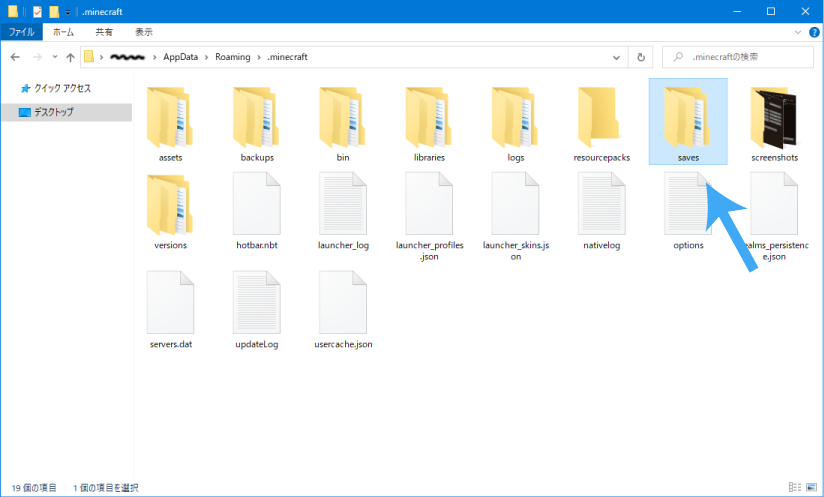 .minecraft
ファイル ホーム 共有 表示
AppData Roaming .minecraft
.minecraftの検索
クイック アクセス
デスクトップ
assets backups bin libraries logs resourcepacks saves screenshots
versions hotbar.nbt launcher_log launcher_profiles launcher_skins.js nativelog options ealms_persistenc
.json on e.json
servers.dat updateLog usercache.json
19 個の項目 1 個の項目を選択